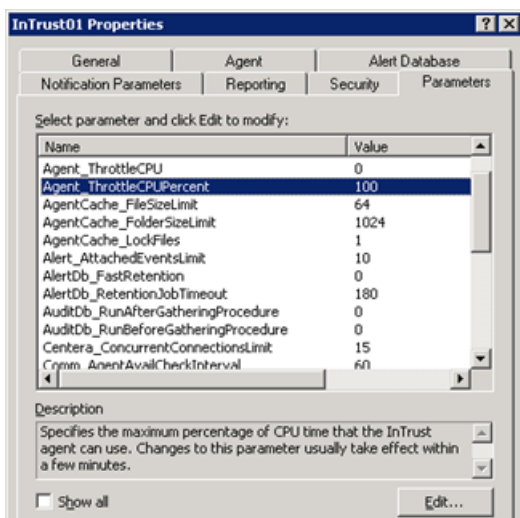 InTrust01 Properties
General Agent Alert Database
Notification Parameters Reporting Security Parameters
Select parameter and click Edit to modify:
Name Value
Agent_ThrottleCPU 0
Agent_ThrottleCPUPercent 100
AgentCache_FileSizeLimit 64
AgentCache_FolderSizeLimit 1024
AgentCache_LockFiles 1
Alert_AttachedEventsLimit 10
AlertDb_FastRetention 0
AlertDb_RetentionJobTimeout 180
AuditDb_RunAfterGatheringProcedure 0
AuditDb_RunBeforeGatheringProcedure 0
Centera_ConcurrentConnectionsLimit 15
Comm_AgentAvailCheckInterval 60
Description
Specifies the maximum percentage of CPU time that the InTrust
agent can use. Changes to this parameter usually take effect within
a few minutes.
Show all Edit...